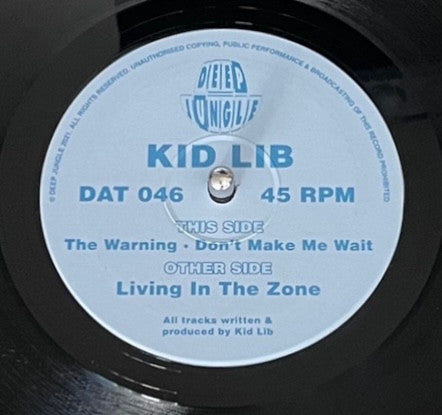 © DEEP JUNGLE 2021. ALL RIGHTS RESERVED. UNAUTHORISED COPYING, PUBLIC PERFORMANCE & BROADCASTING OF THIS RECORD PROHIBITED
DEEP
JUNGLE
KID LIB
DAT 046 45 RPM
THIS SIDE
The Warning • Don't Make Me Wait
OTHER SIDE
Living In The Zone
All tracks written &
produced by Kid Lib